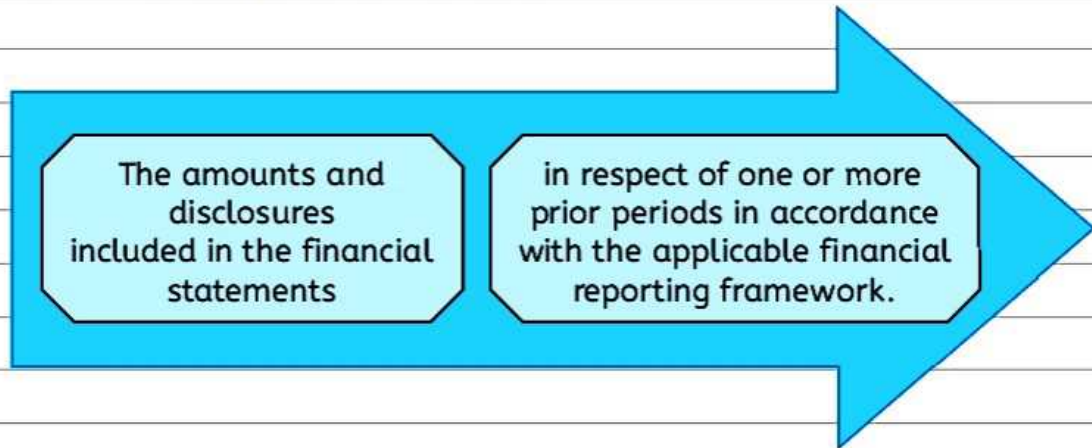 The amounts and
disclosures
included in the financial
statements
in respect of one or more
prior periods in accordance
with the applicable financial
reporting framework.